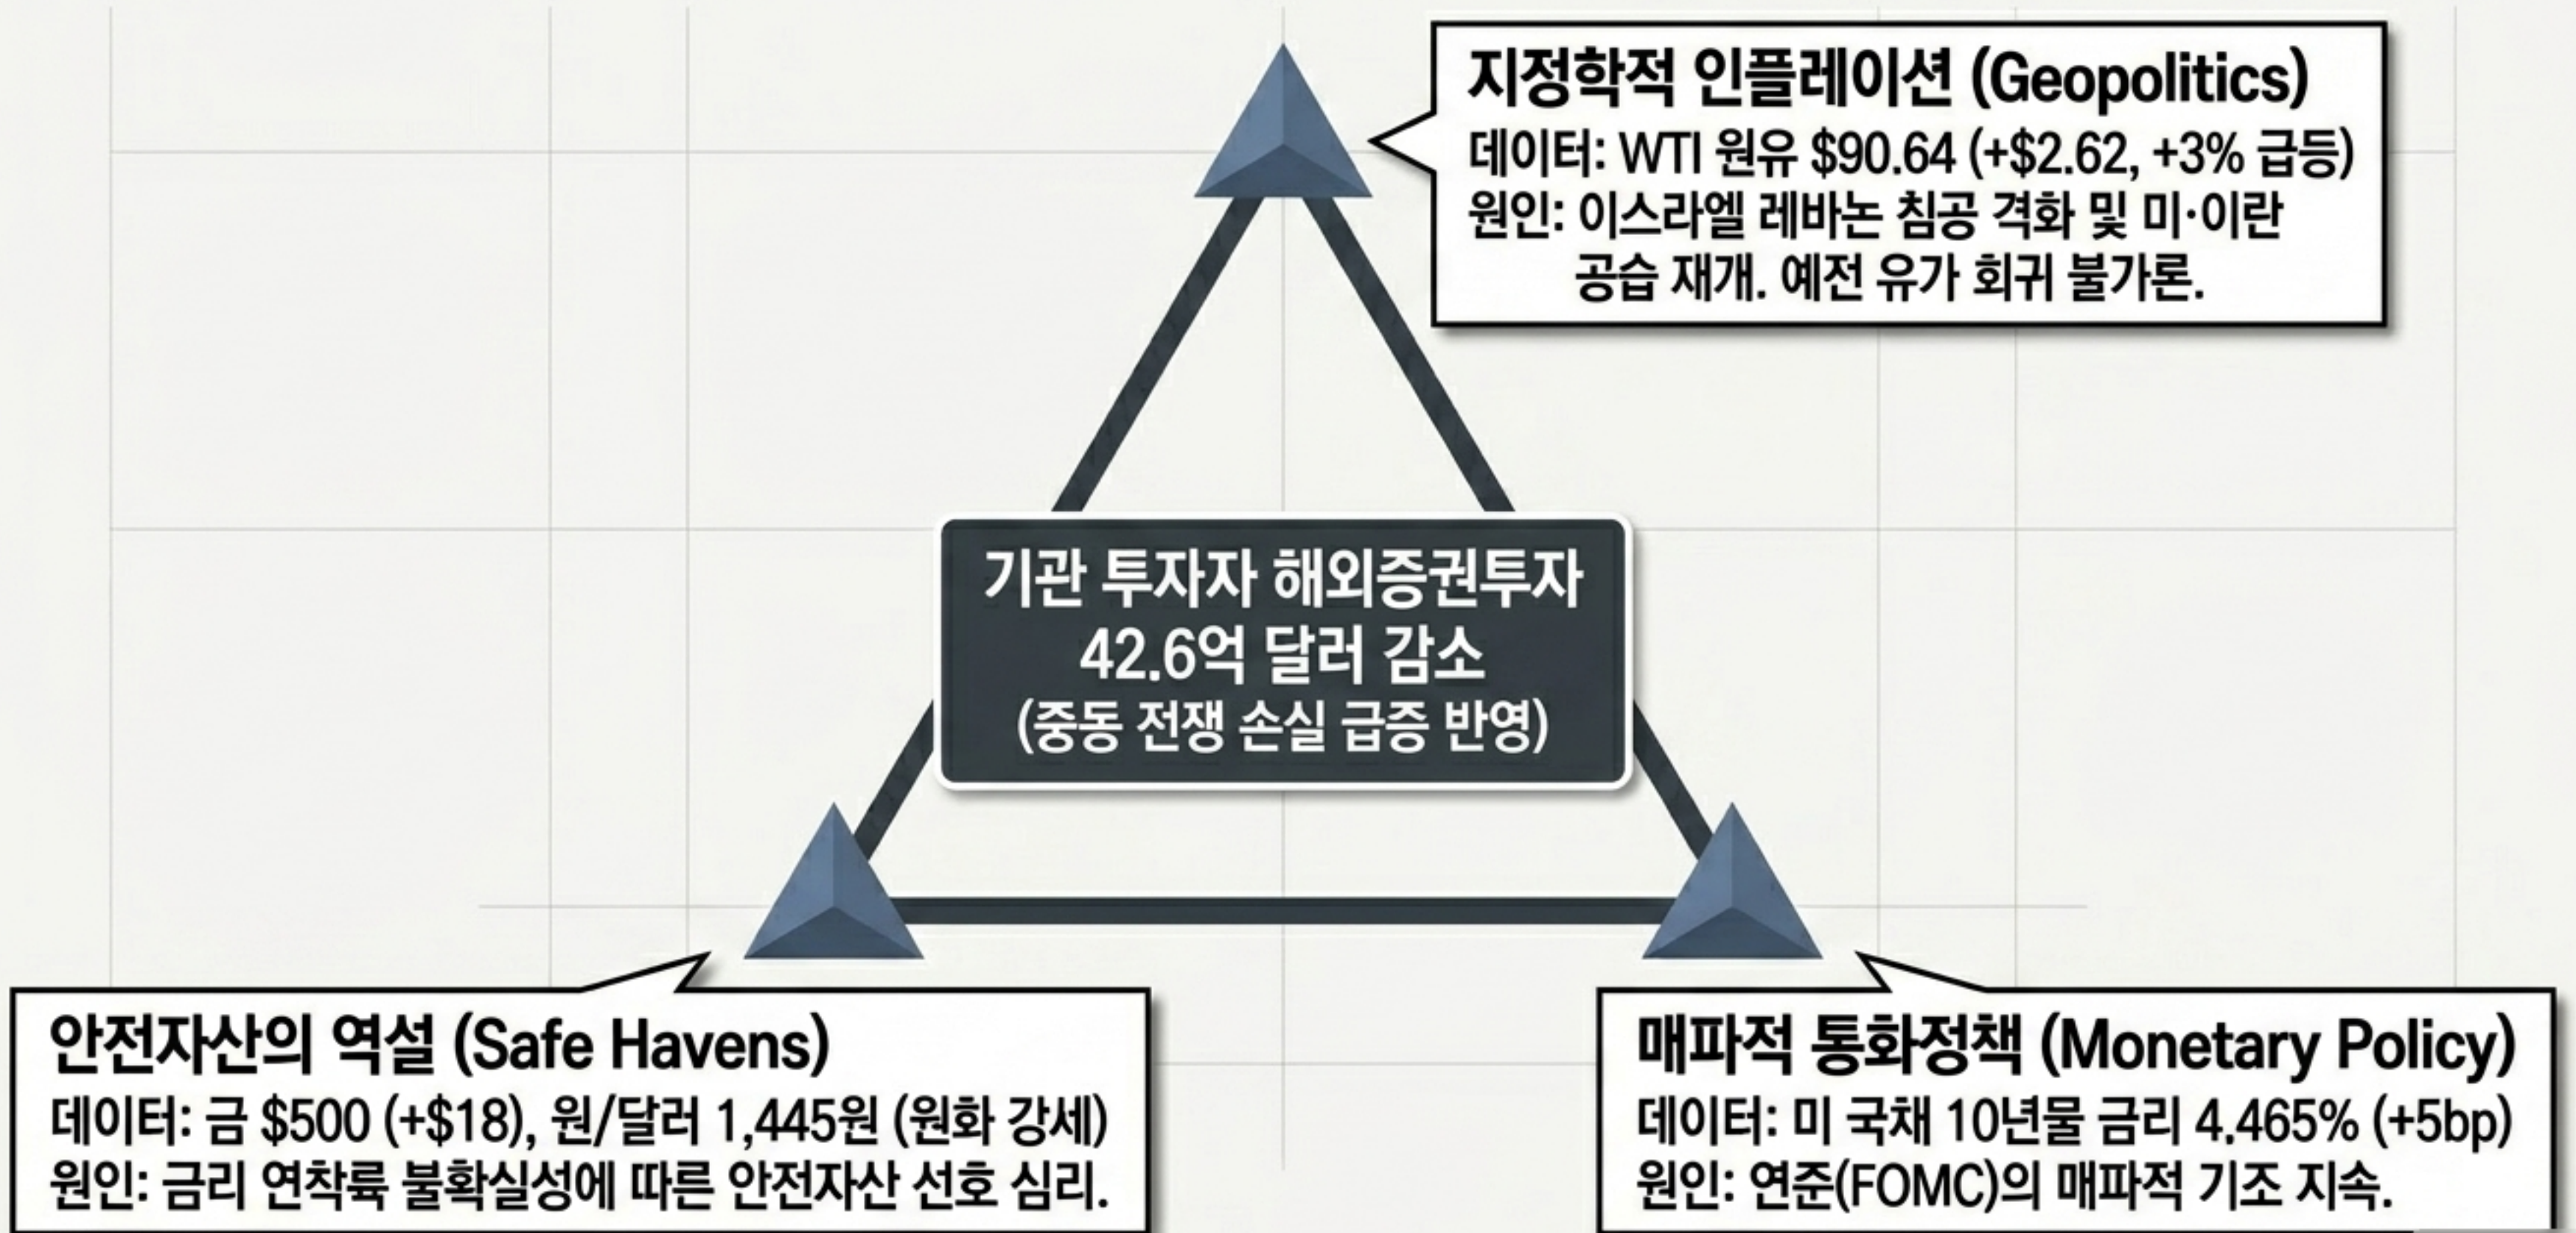 지정학적 인플레이션 (Geopolitics)
데이터: WTI 원유 $90.64 (+$2.62, +3% 급등)
원인: 이스라엘 레바논 침공 격화 및 미·이란
공습 재개. 예전 유가 회귀 불가론.
기관 투자자 해외증권투자
42.6억 달러 감소
(중동 전쟁 손실 급증 반영)
안전자산의 역설 (Safe Havens)
데이터: 금 $500 (+$18), 원/달러 1,445원 (원화 강세)
원인: 금리 연착륙 불확실성에 따른 안전자산 선호 심리.
매파적 통화정책 (Monetary Policy)
데이터: 미 국채 10년물 금리 4.465% (+5bp)
원인: 연준(FOMC)의 매파적 기조 지속.